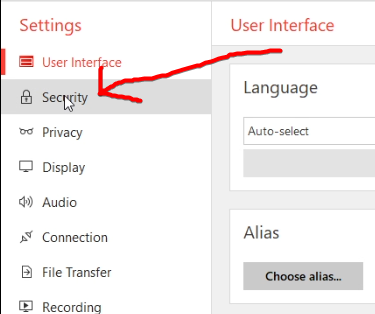 Settings
User Interface
Security
Privacy
Display
Audio
Connection
File Transfer
Recording
User Interface
Language
Auto-select
Alias
Choose alias...